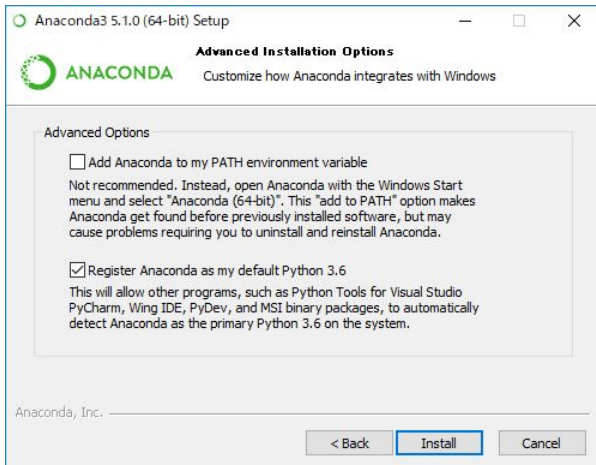 Anaconda3 5.1.0 (64-bit) Setup
Advanced Installation Options
ANACONDA
Customize how Anaconda integrates with Windows
Advanced Options
Add Anaconda to my PATH environment variable
Not recommended. Instead, open Anaconda with the Windows Start
menu and select "Anaconda (64-bit)". This "add to PATH" option makes
Anaconda get found before previously installed software, but may
cause problems requiring you to uninstall and reinstall Anaconda.
Register Anaconda as my default Python 3.6
This will allow other programs, such as Python Tools for Visual Studio
PyCharm, Wing IDE, PyDev, and MSI binary packages, to automatically
detect Anaconda as the primary Python 3.6 on the system.
Anaconda, Inc.
< Back
Install
Cancel